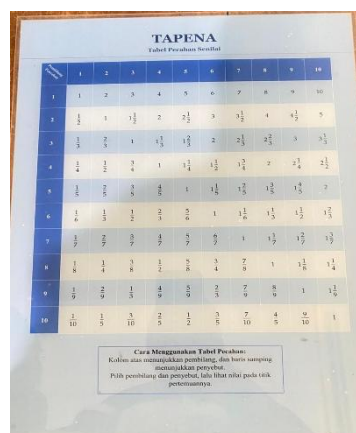 TAPENA
Tabel Pecahan Senilai
1 2 3 4 5 6 7 8 9 10
1 1 2 3 4 5 6 7 8 9 10
2 1/2 1 1 1/2 2 2 1/2 3 3 1/2 4 4 1/2 5
3 1/3 2/3 1 1 1/3 1 2/3 2 2 1/3 2 2/3 3 3 1/3
4 1/4 1/2 3/4 1 1 1/4 1 1/2 1 3/4 2 2 1/4 2 1/2
5 1/5 2/5 3/5 4/5 1 1 1/5 1 2/5 1 3/5 1 4/5 2
6 1/6 1/3 1/2 2/3 5/6 1 1 1/6 1 1/3 1 1/2 1 2/3
7 1/7 2/7 3/7 4/7 5/7 6/7 1 1 1/7 1 2/7 1 3/7
8 1/8 1/4 3/8 1/2 5/8 3/4 7/8 1 1 1/8 1 1/4
9 1/9 2/9 1/3 4/9 5/9 2/3 7/9 8/9 1 1 1/9
10 1/10 1/5 3/10 2/5 1/2 3/5 7/10 4/5 9/10 1
Cara Menggunakan Tabel Pecahan:
Kolom atas menunjukkan pembilang, dan baris samping
menunjukkan penyebut.
Pilih pembilang dan penyebut, lalu lihat nilai pada titik
pertemuannya.